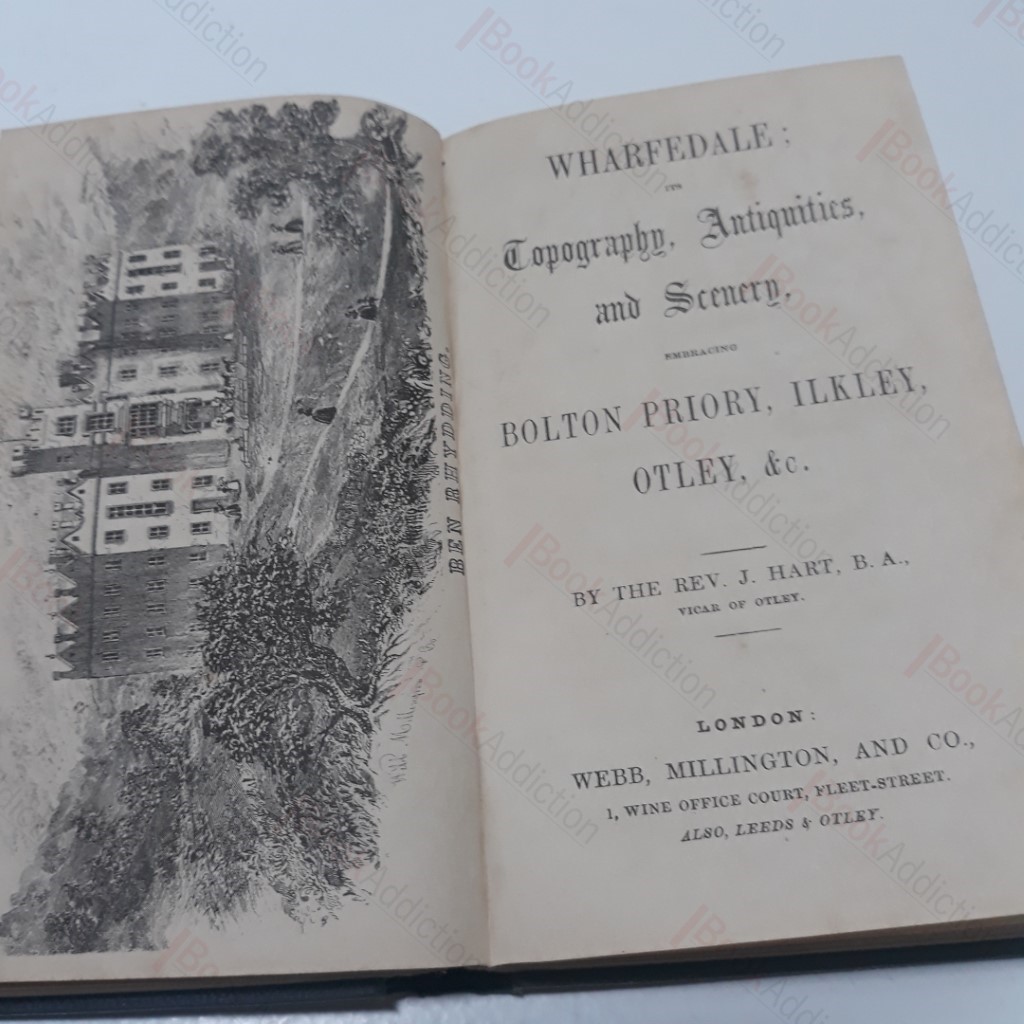 BEN RHYDDING.
WHARFEDALE;
ITS
Topography, Antiquities,
and Scenery,
EMBRACING
BOLTON PRIORY, ILKLEY,
OTLEY, &c.
BY THE REV. J. HART, B.A.,
VICAR OF OTLEY.
LONDON:
WEBB, MILLINGTON, AND CO.,
1, WINE OFFICE COURT, FLEET-STREET.
ALSO, LEEDS & OTLEY.
BookAddiction